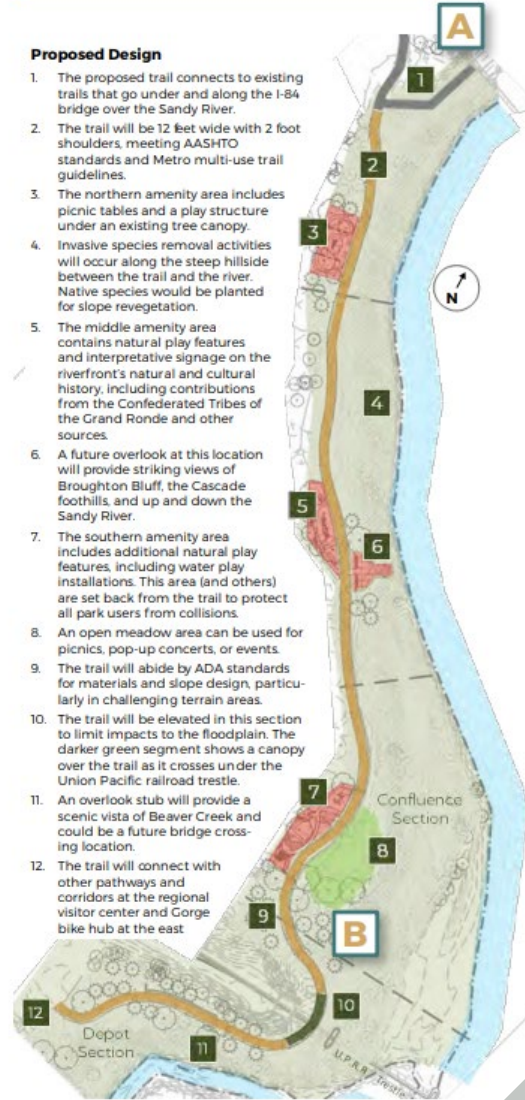 A
Proposed Design
1. The proposed trail connects to existing
trails that go under and along the I-84
bridge over the Sandy River.
2. The trail will be 12 feet wide with 2 foot
shoulders, meeting AASHTO
standards and Metro multi-use trail
guidelines.
3. The northern amenity area includes
picnic tables and a play structure
under an existing tree canopy.
4. Invasive species removal activities
will occur along the steep hillside
between the trail and the river.
Native species would be planted
for slope revegetation.
5. The middle amenity area
contains natural play features
and interpretative signage on the
riverfront's natural and cultural
history, including contributions
from the Confederated Tribes of
the Grand Ronde and other
sources.
6. A future overlook at this location
will provide striking views of
Broughton Bluff, the Cascade
foothills, and up and down the
Sandy River.
7. The southern amenity area
includes additional natural play
features, including water play
installations. This area (and others)
are set back from the trail to protect
all park users from collisions.
8. An open meadow area can be used for
picnics, pop-up concerts, or events.
9. The trail will abide by ADA standards
for materials and slope design, particu-
larly in challenging terrain areas.
10. The trail will be elevated in this section
to limit impacts to the floodplain. The
darker green segment shows a canopy
over the trail as it crosses under the
Union Pacific railroad trestle.
11. An overlook stub will provide a
scenic vista of Beaver Creek and
could be a future bridge cross-
ing location.
12. The trail will connect with
other pathways and
corridors at the regional
visitor center and Gorge
bike hub at the east
1
2
3
N
4
5
6
7
Confluence
Section
8
9
B
10
12
Depot
Section
11
U.P.R.R. Trestle